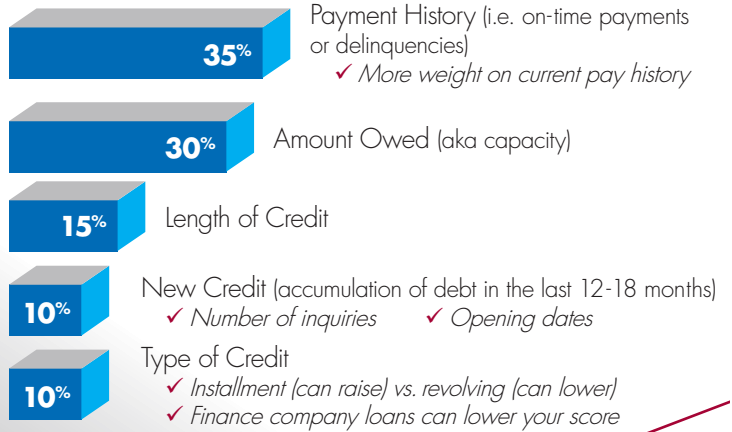 Payment History (i.e. on-time payments
or delinquencies)
35%
✓ More weight on current pay history
30%
Amount Owed (aka capacity)
15%
Length of Credit
New Credit (accumulation of debt in the last 12-18 months)
10%
✓ Number of inquiries ✓ Opening dates
Type of Credit
10%
✓ Installment (can raise) vs. revolving (can lower)
✓ Finance company loans can lower your score